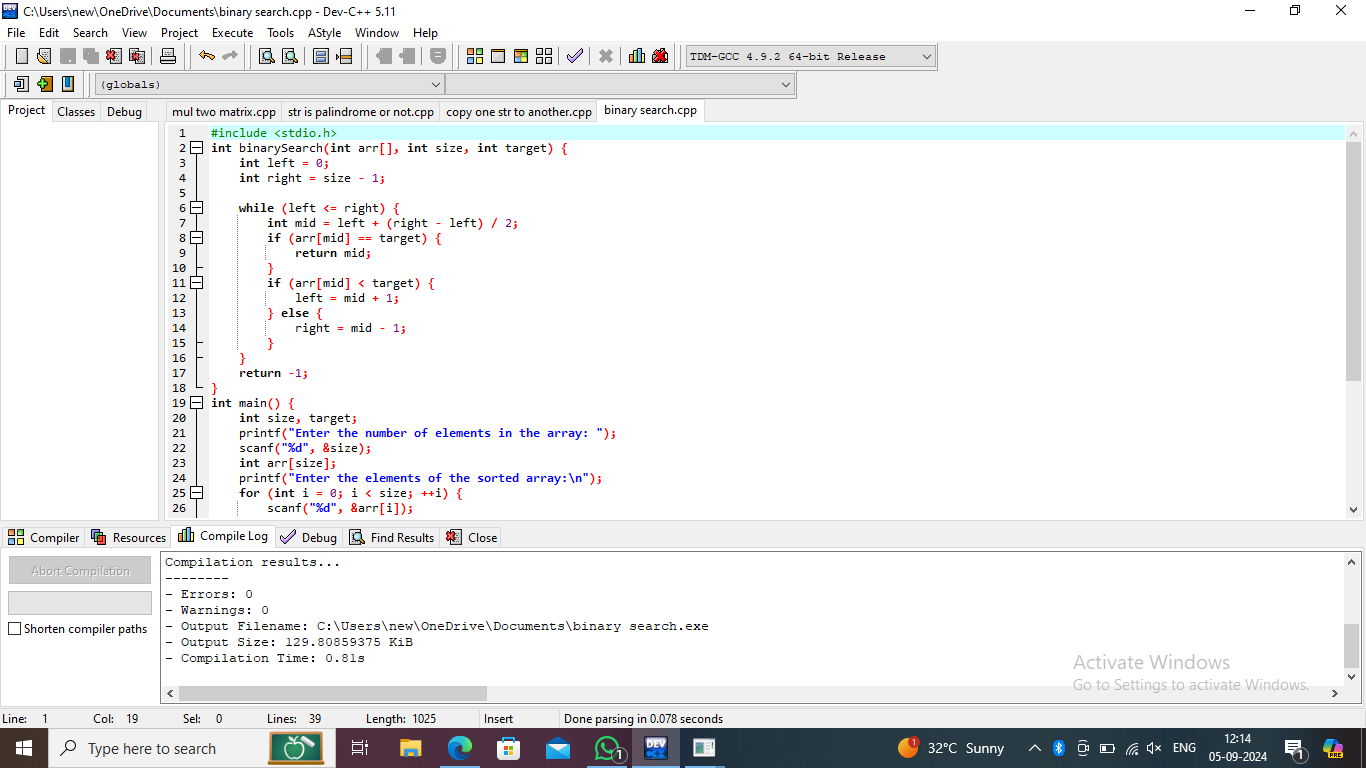 C:\Users\new\OneDrive\Documents\binary search.cpp - Dev-C++ 5.11
File Edit Search View Project Execute Tools AStyle Window Help
TDM-GCC 4.9.2 64-bit Release
(globals)
Project Classes Debug
mul two matrix.cpp str is palindrome or not.cpp copy one str to another.cpp binary search.cpp
1 #include <stdio.h>
2 int binarySearch(int arr[], int size, int target) {
3 int left = 0;
4 int right = size - 1;
5
6 while (left <= right) {
7 int mid = left + (right - left) / 2;
8 if (arr[mid] == target) {
9 return mid;
10 }
11 if (arr[mid] < target) {
12 left = mid + 1;
13 } else {
14 right = mid - 1;
15 }
16 }
17 return -1;
18 }
19 int main() {
20 int size, target;
21 printf("Enter the number of elements in the array: ");
22 scanf("%d", &size);
23 int arr[size];
24 printf("Enter the elements of the sorted array:\n");
25 for (int i = 0; i < size; ++i) {
26 scanf("%d", &arr[i]);
Compiler Resources Compile Log Debug Find Results Close
Abort Compilation
Shorten compiler paths
Compilation results...
--------
- Errors: 0
- Warnings: 0
- Output Filename: C:\Users\new\OneDrive\Documents\binary search.exe
- Output Size: 129.80859375 KiB
- Compilation Time: 0.81s
Activate Windows
Go to Settings to activate Windows.
Line: 1 Col: 19 Sel: 0 Lines: 39 Length: 1025 Insert Done parsing in 0.078 seconds
Type here to search
1
DEV
1
32°C Sunny
ENG
12:14
05-09-2024
1
PRE